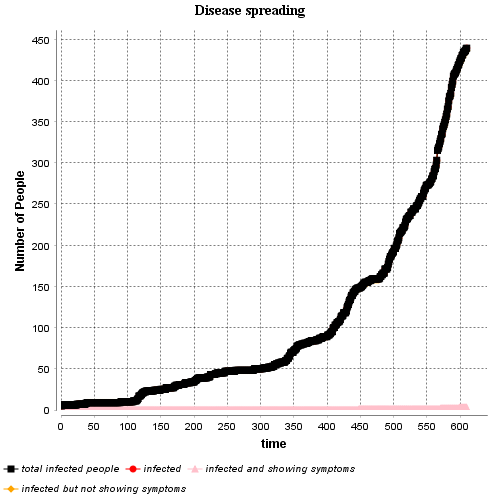 Disease spreading
450
400
350
300
250
200
150
100
50
0
Number of People
0 50 100 150 200 250 300 350 400 450 500 550 600
time
total infected people infected infected and showing symptoms
infected but not showing symptoms